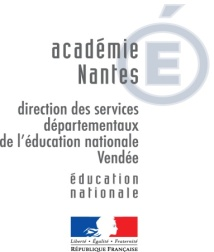 académie
Nantes
É
direction des services
départementaux
de l'éducation nationale
Vendée
éducation
nationale
Liberté • Égalité • Fraternité
RÉPUBLIQUE FRANÇAISE